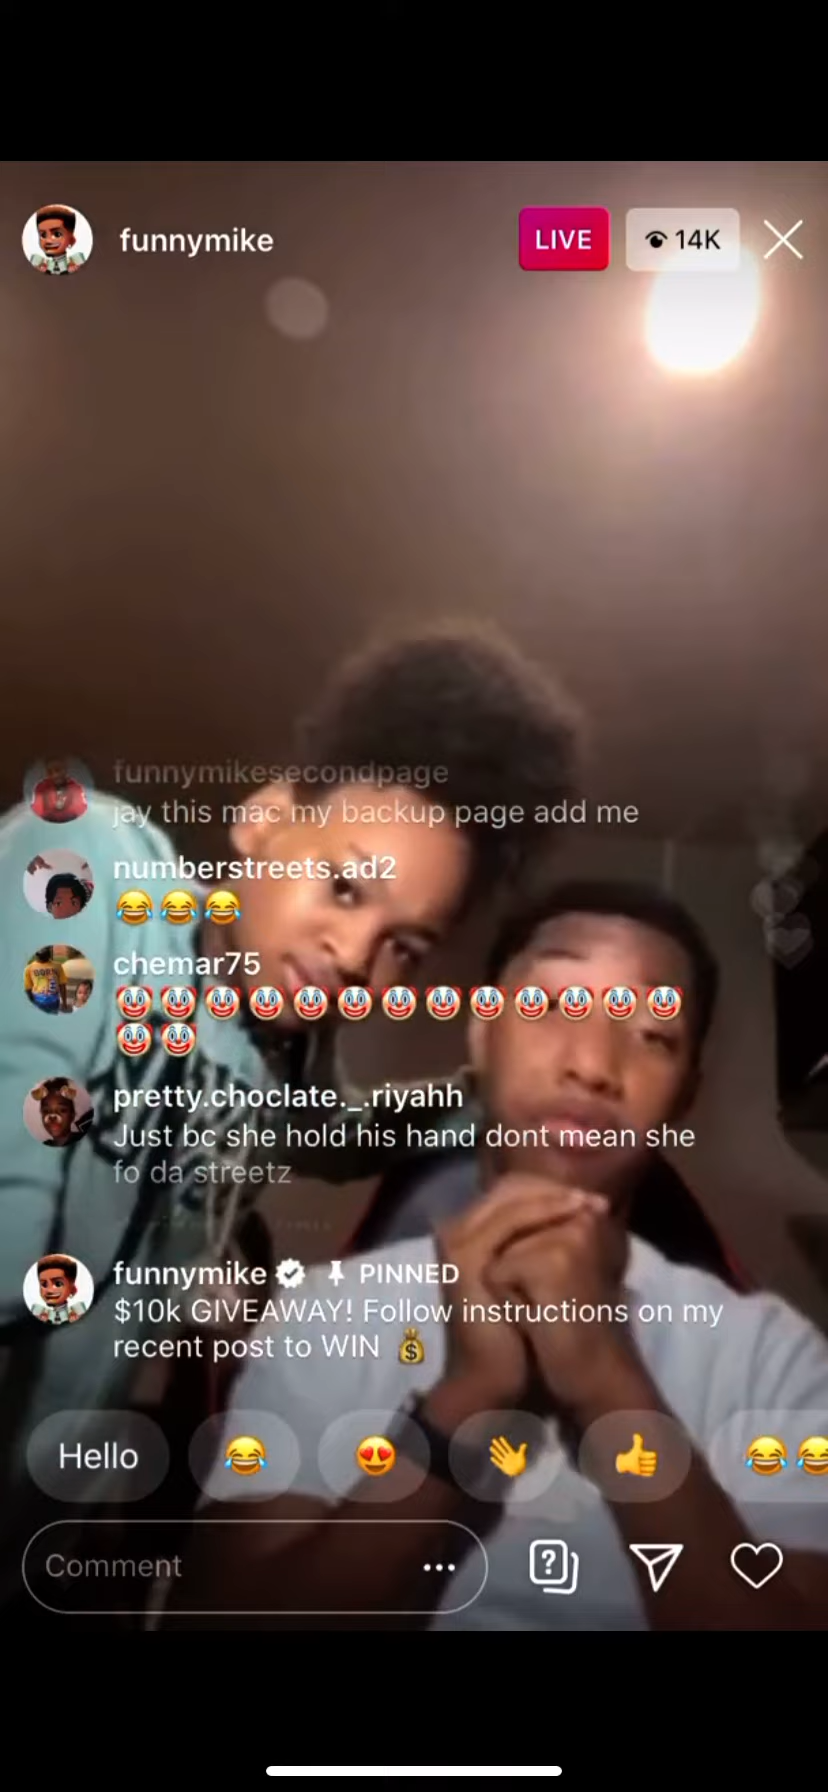 funnymike
LIVE
14K
funnymikesecondpage
jay this mac my backup page add me
numberstreets.ad2
😂😂😂
chemar75
🤡🤡🤡🤡🤡🤡🤡🤡🤡🤡🤡🤡🤡
🤡🤡
pretty.choclate._.riyahh
Just bc she hold his hand dont mean she
fo da streetz
funnymike PINNED
$10k GIVEAWAY! Follow instructions on my
recent post to WIN 💰
Hello 😂 😍 👋 👍 😂😂
Comment